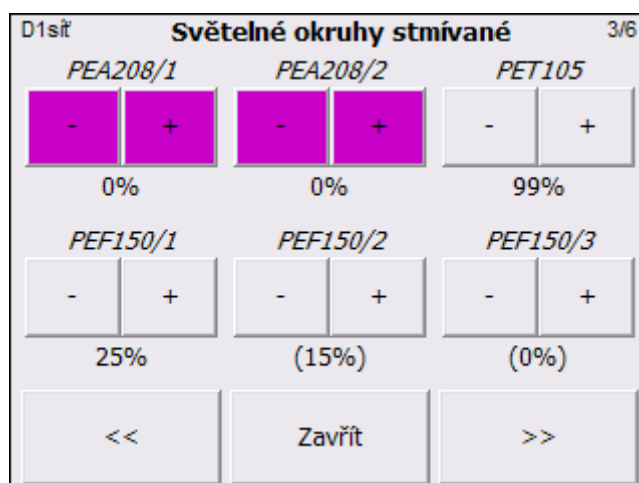 D1síť Světelné okruhy stmívané 3/6
PEA208/1 PEA208/2 PET105
- + - + - +
0% 0% 99%
PEF150/1 PEF150/2 PEF150/3
- + - + - +
25% (15%) (0%)
<< Zavřít >>